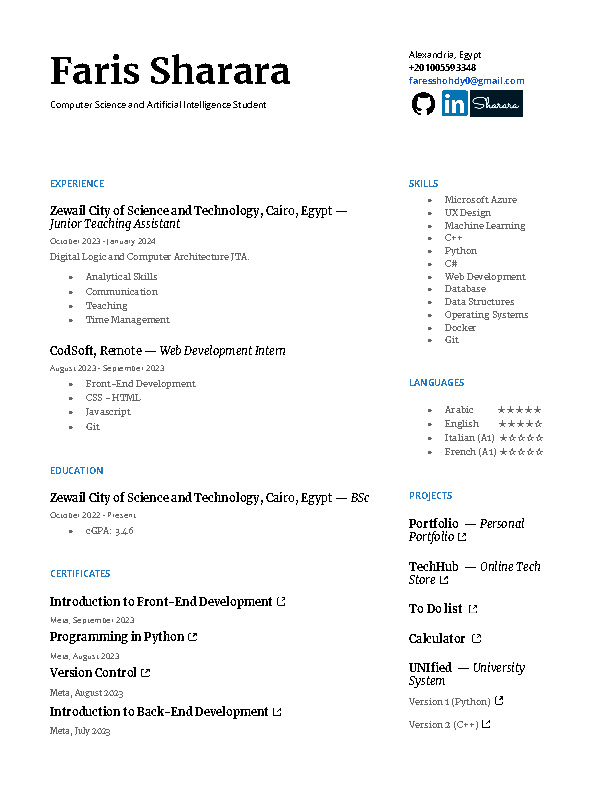 Faris Sharara
Computer Science and Artificial Intelligence Student
Alexandria, Egypt
+201005593348
faresshohdy0@gmail.com
in
Sharara
EXPERIENCE
Zewail City of Science and Technology, Cairo, Egypt —
Junior Teaching Assistant
October 2023 - January 2024
Digital Logic and Computer Architecture JTA.
● Analytical Skills
● Communication
● Teaching
● Time Management
CodSoft, Remote — Web Development Intern
August 2023 - September 2023
● Front-End Development
● CSS - HTML
● Javascript
● Git
EDUCATION
Zewail City of Science and Technology, Cairo, Egypt — BSc
October 2022 - Present
● cGPA: 3.46
CERTIFICATES
Introduction to Front-End Development
Meta, September 2023
Programming in Python
Meta, August 2023
Version Control
Meta, August 2023
Introduction to Back-End Development
Meta, July 2023
SKILLS
● Microsoft Azure
● UX Design
● Machine Learning
● C++
● Python
● C#
● Web Development
● Database
● Data Structures
● Operating Systems
● Docker
● Git
LANGUAGES
● Arabic ★★★★★
● English ★★★★☆
● Italian (A1) ★☆☆☆☆
● French (A1) ★☆☆☆☆
PROJECTS
Portfolio — Personal
Portfolio
TechHub — Online Tech
Store
To Do list
Calculator
UNIfied — University
System
Version 1 (Python)
Version 2 (C++)